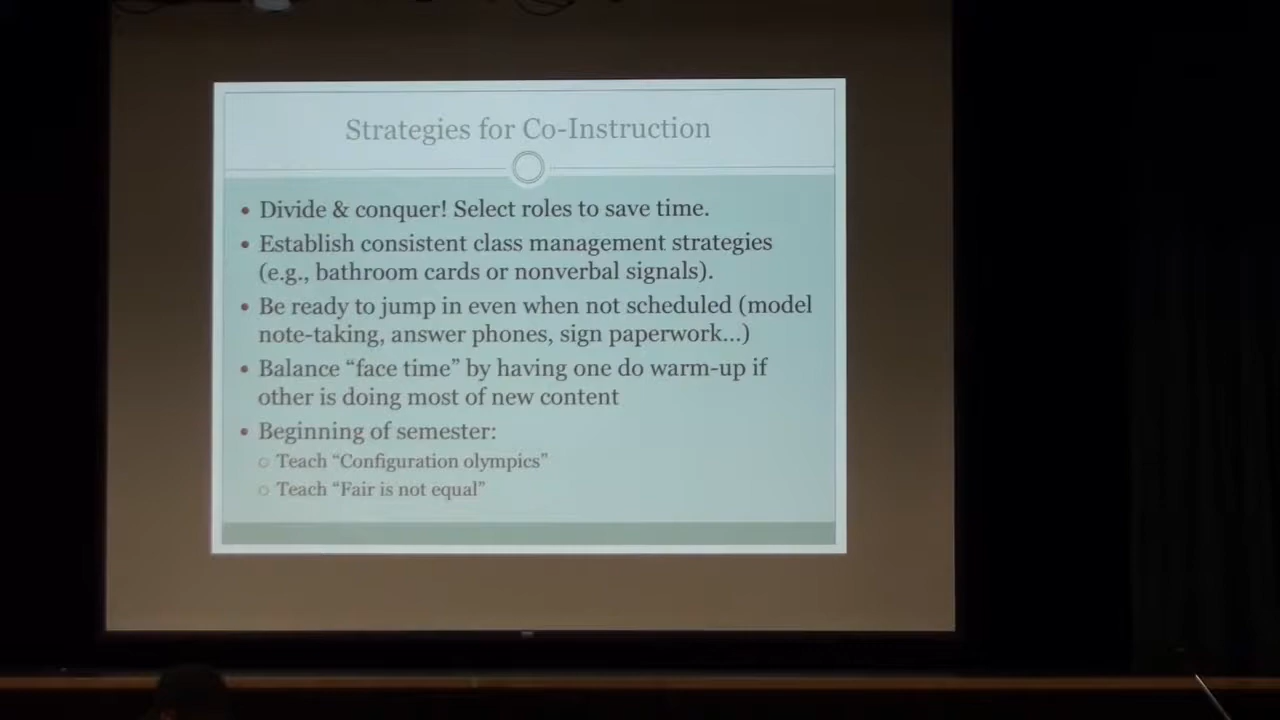 Strategies for Co-Instruction
• Divide & conquer! Select roles to save time.
• Establish consistent class management strategies
(e.g., bathroom cards or nonverbal signals).
• Be ready to jump in even when not scheduled (model
note-taking, answer phones, sign paperwork...)
• Balance “face time” by having one do warm-up if
other is doing most of new content
• Beginning of semester:
○ Teach “Configuration olympics”
○ Teach “Fair is not equal”